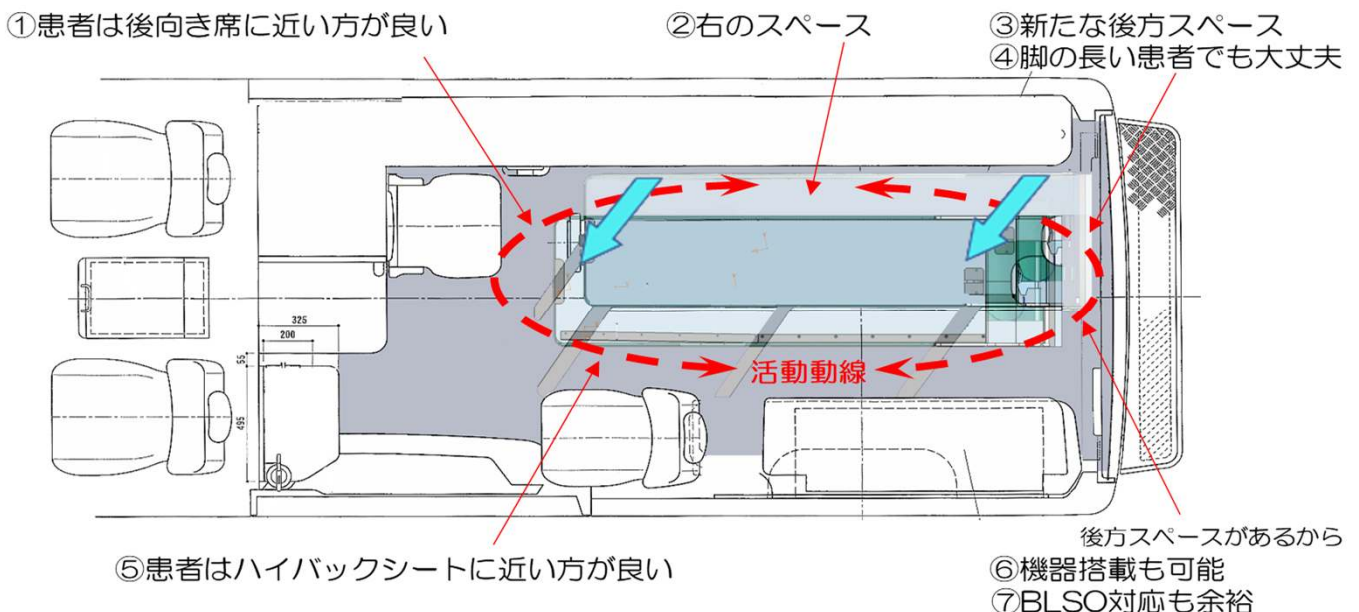 ①患者は後向き席に近い方が良い
②右のスペース
③新たな後方スペース
④脚の長い患者でも大丈夫
325
200
55
495
活動動線
⑤患者はハイバックシートに近い方が良い
後方スペースがあるから
⑥機器搭載も可能
⑦BLSO対応も余裕